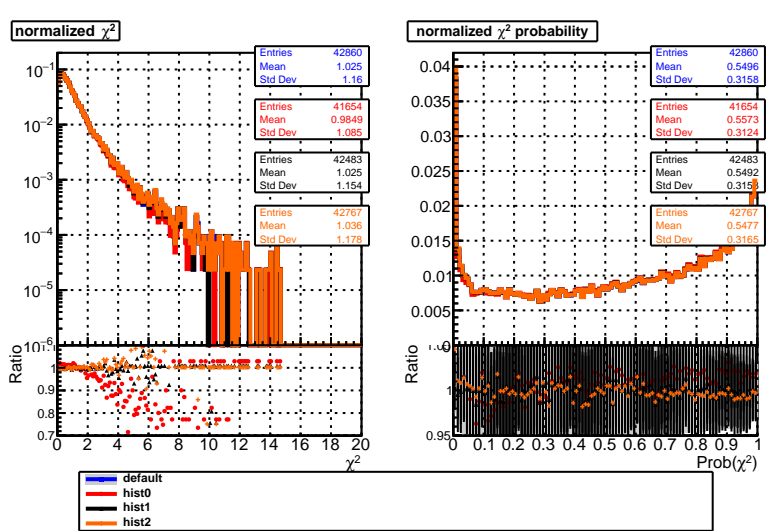 normalized χ²
Entries 42860
Mean 1.025
Std Dev 1.16
Entries 41654
Mean 0.9849
Std Dev 1.085
Entries 42483
Mean 1.025
Std Dev 1.154
Entries 42767
Mean 1.036
Std Dev 1.178
10⁻¹
10⁻²
10⁻³
10⁻⁴
10⁻⁵
Ratio
1
0.9
0.8
0.7
0 2 4 6 8 10 12 14 16 18 20
χ²
normalized χ² probability
Entries 42860
Mean 0.5496
Std Dev 0.3158
Entries 41654
Mean 0.5573
Std Dev 0.3124
Entries 42483
Mean 0.5492
Std Dev 0.3158
Entries 42767
Mean 0.5477
Std Dev 0.3165
0.04
0.035
0.03
0.025
0.02
0.015
0.01
0.005
Ratio
0.95
0 0.1 0.2 0.3 0.4 0.5 0.6 0.7 0.8 0.9 1
Prob(χ²)
default
hist0
hist1
hist2